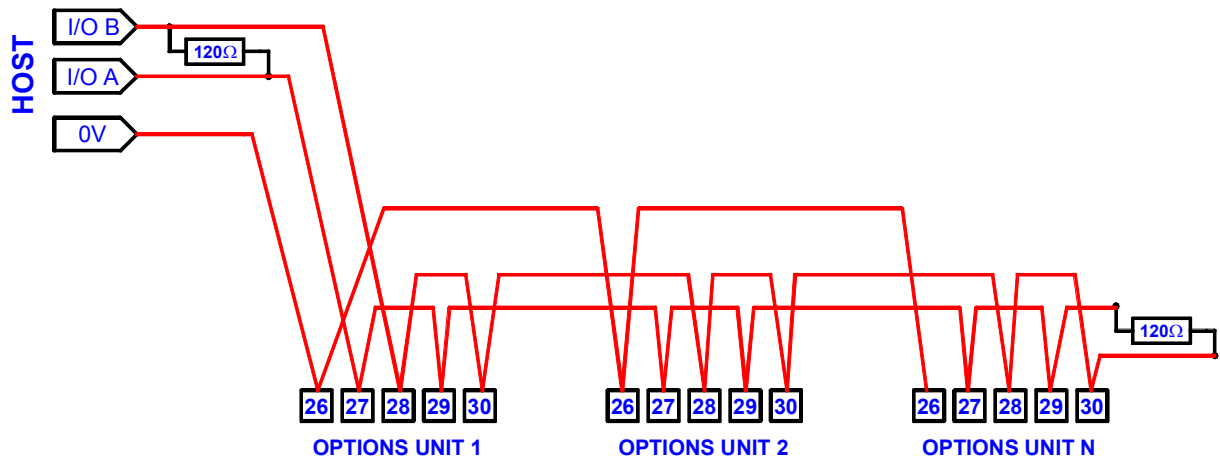 HOST
I/O B
120Ω
I/O A
0V
120Ω
26 27 28 29 30 26 27 28 29 30 26 27 28 29 30
OPTIONS UNIT 1 OPTIONS UNIT 2 OPTIONS UNIT N